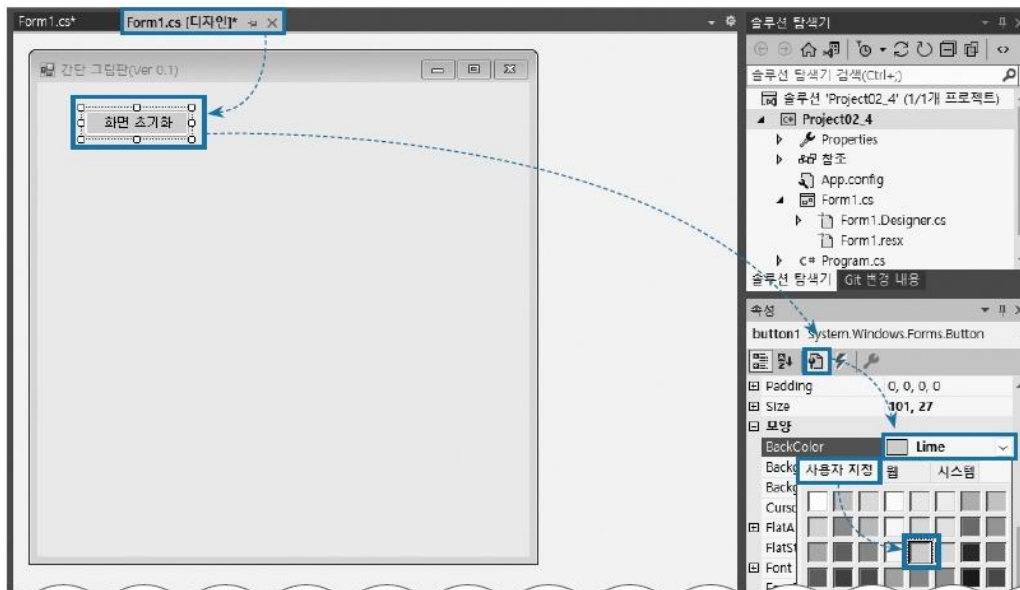 Form1.cs*
Form1.cs [디자인]*
간단 그림판(Ver 0.1)
화면 초기화
솔루션 탐색기
솔루션 탐색기 검색(Ctrl+;)
솔루션 'Project02_4' (1/1개 프로젝트)
Project02_4
Properties
참조
App.config
Form1.cs
Form1.Designer.cs
Form1.resx
C# Program.cs
솔루션 탐색기 Git 변경 내용
속성
button1 System.Windows.Forms.Button
Padding 0, 0, 0, 0
Size 101, 27
모양
BackColor Lime
Backg 사용자 지정 웹 시스템
Backg
Curso
FlatA
FlatSt
Font